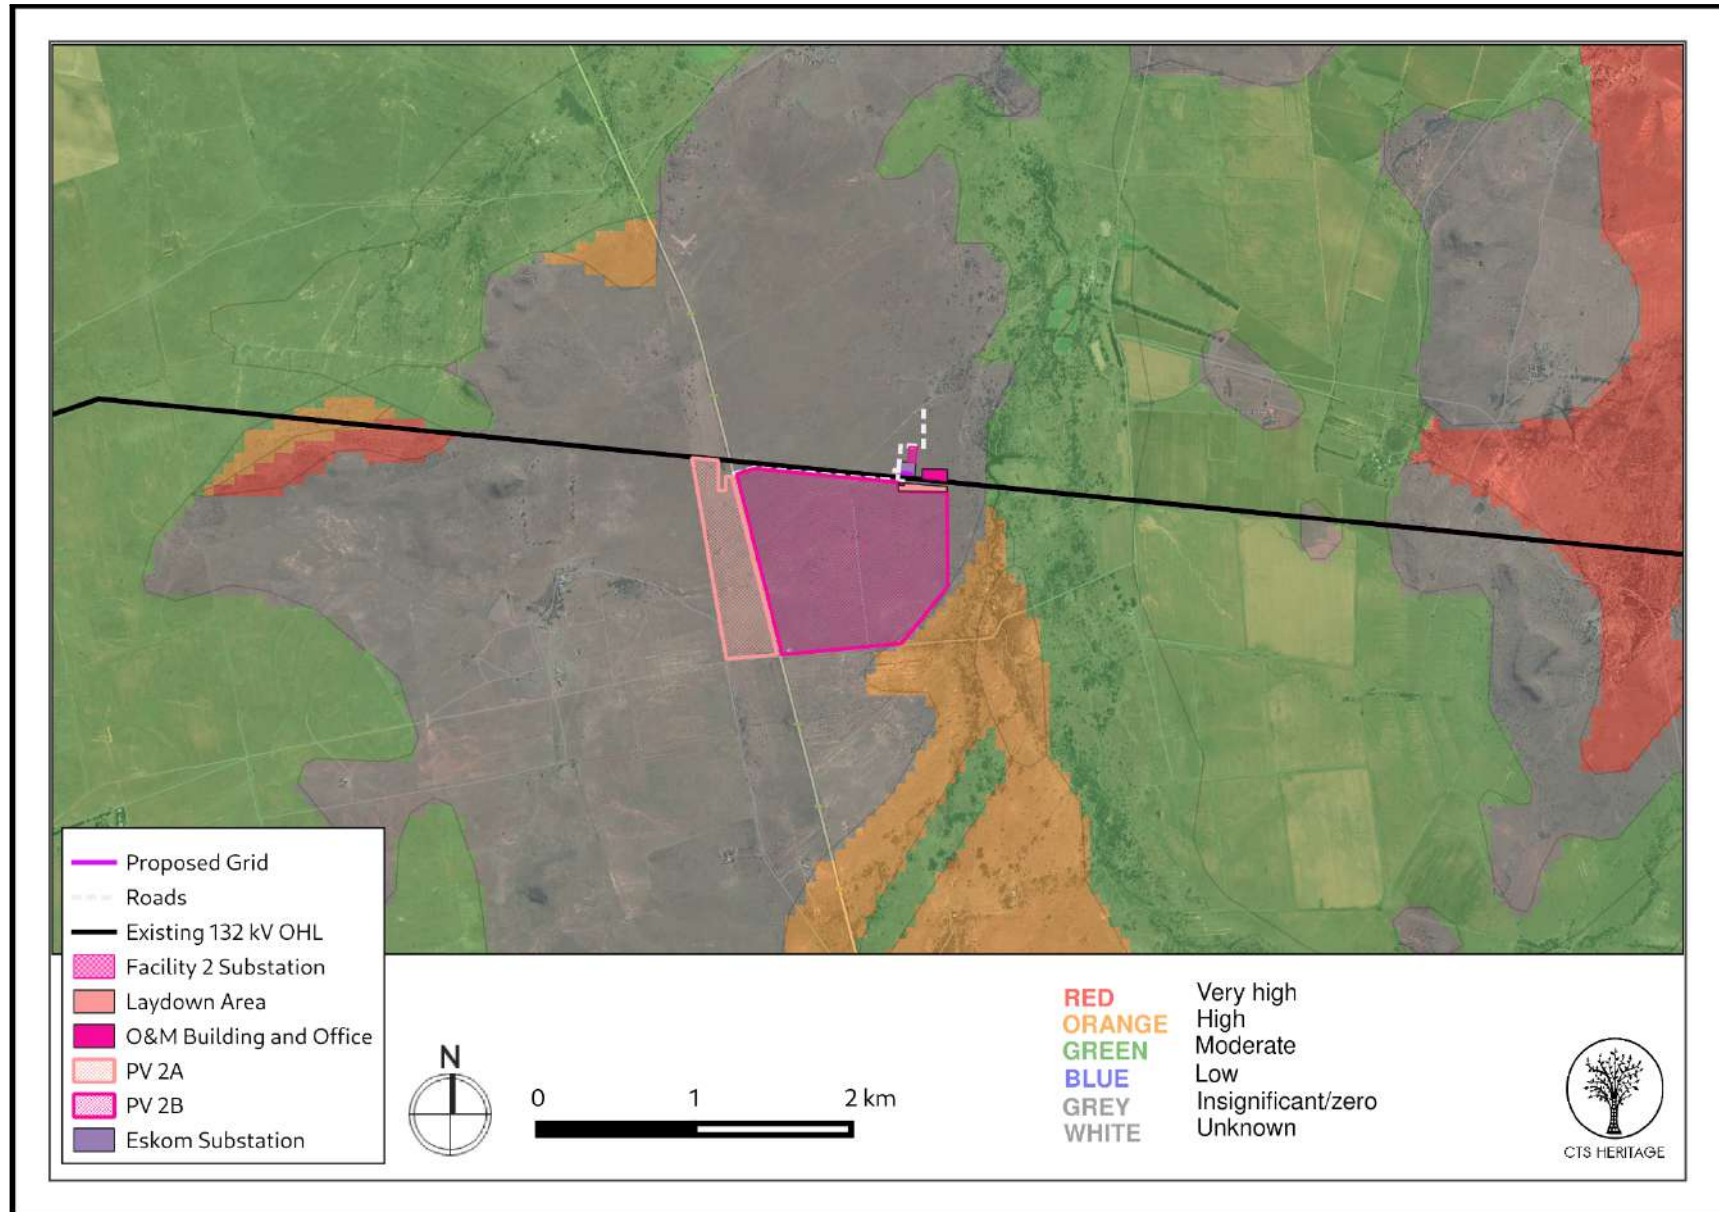 Proposed Grid
Roads
Existing 132 kV OHL
Facility 2 Substation
Laydown Area
O&M Building and Office
PV 2A
PV 2B
Eskom Substation
N
0 1 2 km
RED Very high
ORANGE High
GREEN Moderate
BLUE Low
GREY Insignificant/zero
WHITE Unknown
CTS HERITAGE